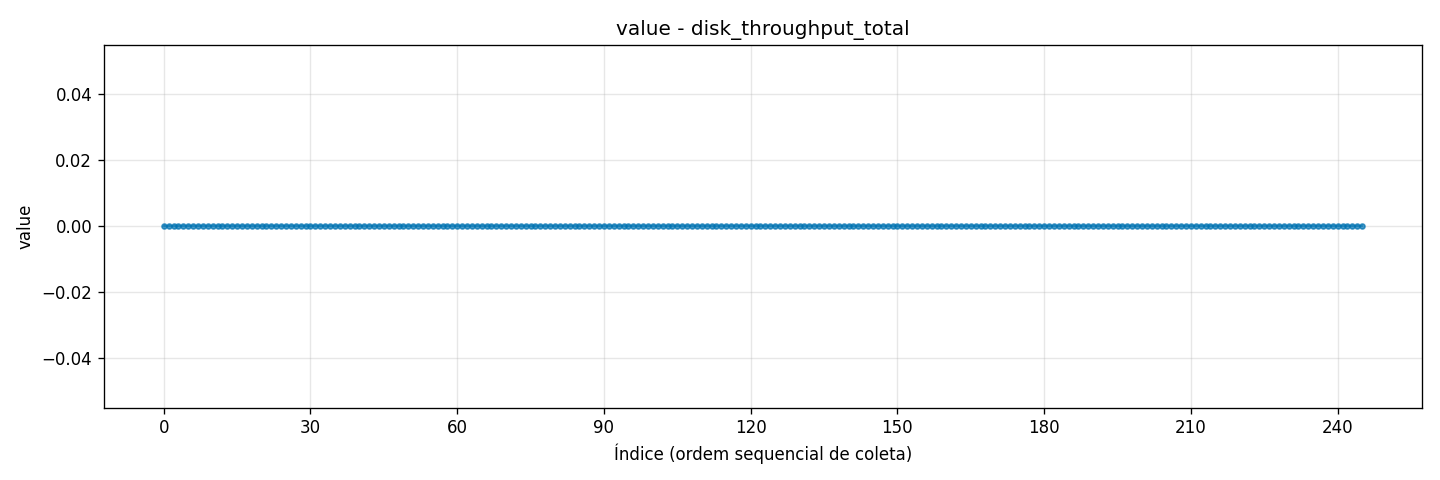 value - disk_throughput_total
value
0.04
0.02
0.00
−0.02
−0.04
0 30 60 90 120 150 180 210 240
Índice (ordem sequencial de coleta)